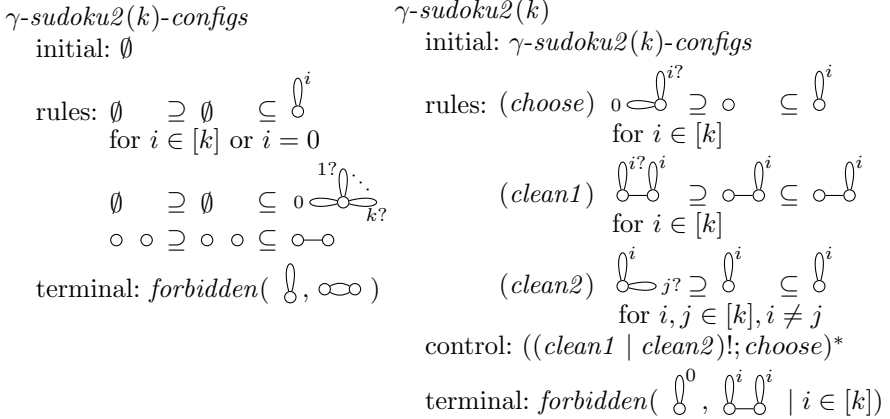 γ-sudoku2(k)-configs
initial: ∅
rules: ∅ ⊇ ∅ ⊆ i
for i ∈ [k] or i = 0
∅ ⊇ ∅ ⊆ 0 1? ⋱ k?
⊇ ⊆
terminal: forbidden( , )
γ-sudoku2(k)
initial: γ-sudoku2(k)-configs
rules: (choose) 0 i? ⊇ ⊆ i
for i ∈ [k]
(clean1) i? i ⊇ i ⊆ i
for i ∈ [k]
(clean2) i j? ⊇ i ⊆ i
for i, j ∈ [k], i ≠ j
control: ((clean1 | clean2)!; choose)*
terminal: forbidden( 0 , i i | i ∈ [k])